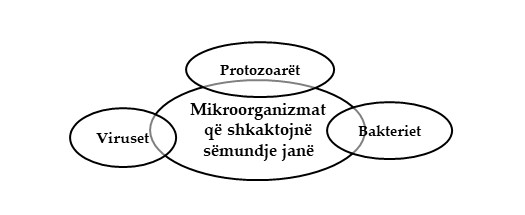 Protozoarët
Mikroorganizmat
që shkaktojnë
sëmundje janë
Viruset
Bakteriet